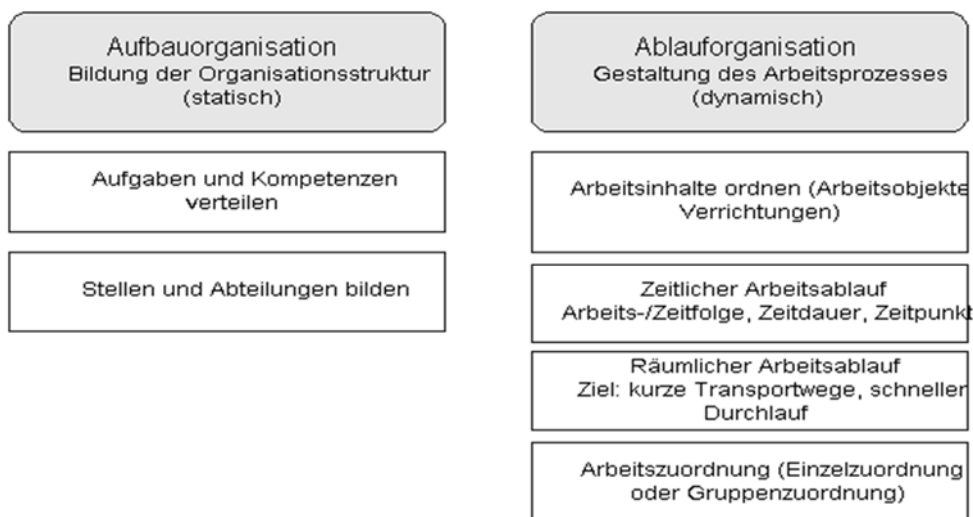 Aufbauorganisation
Bildung der Organisationsstruktur
(statisch)
Aufgaben und Kompetenzen
verteilen
Stellen und Abteilungen bilden
Ablauforganisation
Gestaltung des Arbeitsprozesses
(dynamisch)
Arbeitsinhalte ordnen (Arbeitsobjekte
Verrichtungen)
Zeitlicher Arbeitsablauf
Arbeits-/Zeitfolge, Zeitdauer, Zeitpunkt
Räumlicher Arbeitsablauf
Ziel: kurze Transportwege, schneller
Durchlauf
Arbeitszuordnung (Einzelzuordnung
oder Gruppenzuordnung)